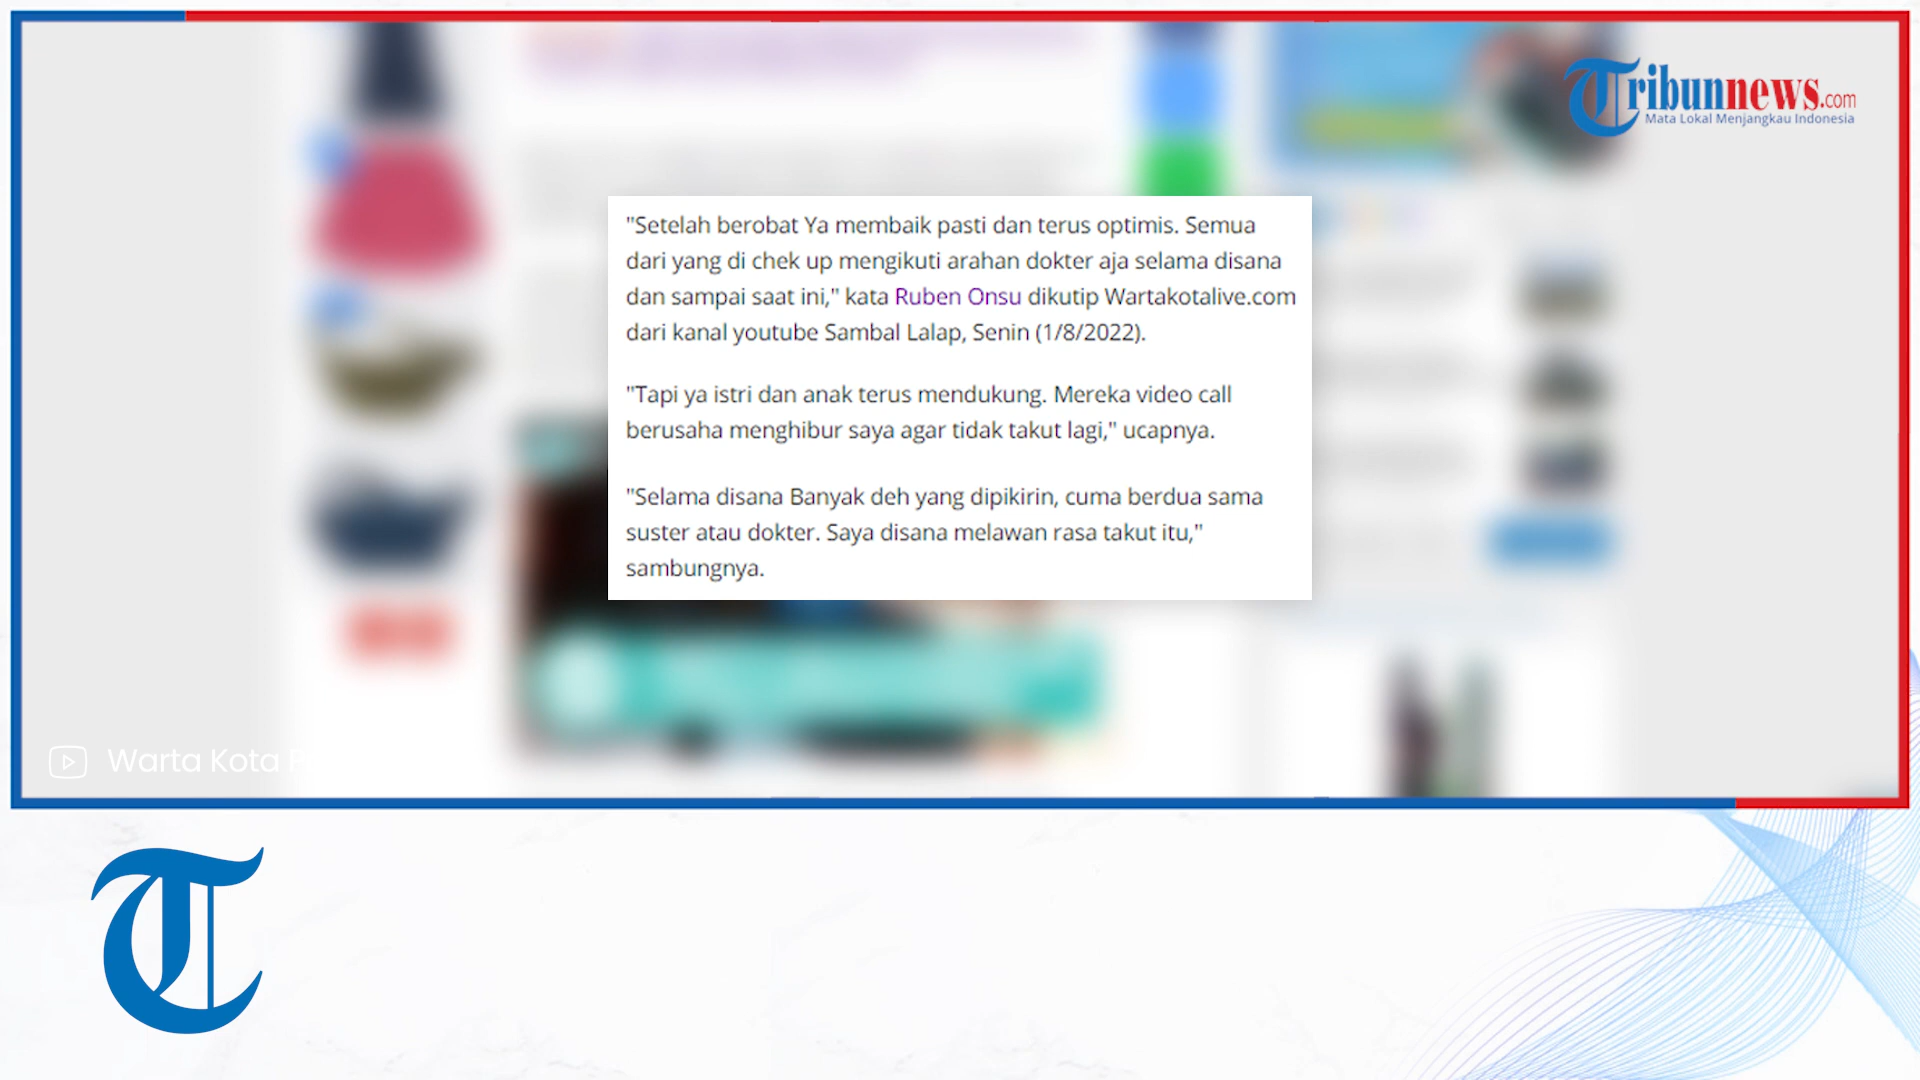 Tribunnews.com
Mata Lokal Menjangkau Indonesia
"Setelah berobat Ya membaik pasti dan terus optimis. Semua
dari yang di chek up mengikuti arahan dokter aja selama disana
dan sampai saat ini," kata Ruben Onsu dikutip Wartakotalive.com
dari kanal youtube Sambal Lalap, Senin (1/8/2022).
"Tapi ya istri dan anak terus mendukung. Mereka video call
berusaha menghibur saya agar tidak takut lagi," ucapnya.
"Selama disana Banyak deh yang dipikirin, cuma berdua sama
suster atau dokter. Saya disana melawan rasa takut itu,"
sambungnya.
Warta Kota
T